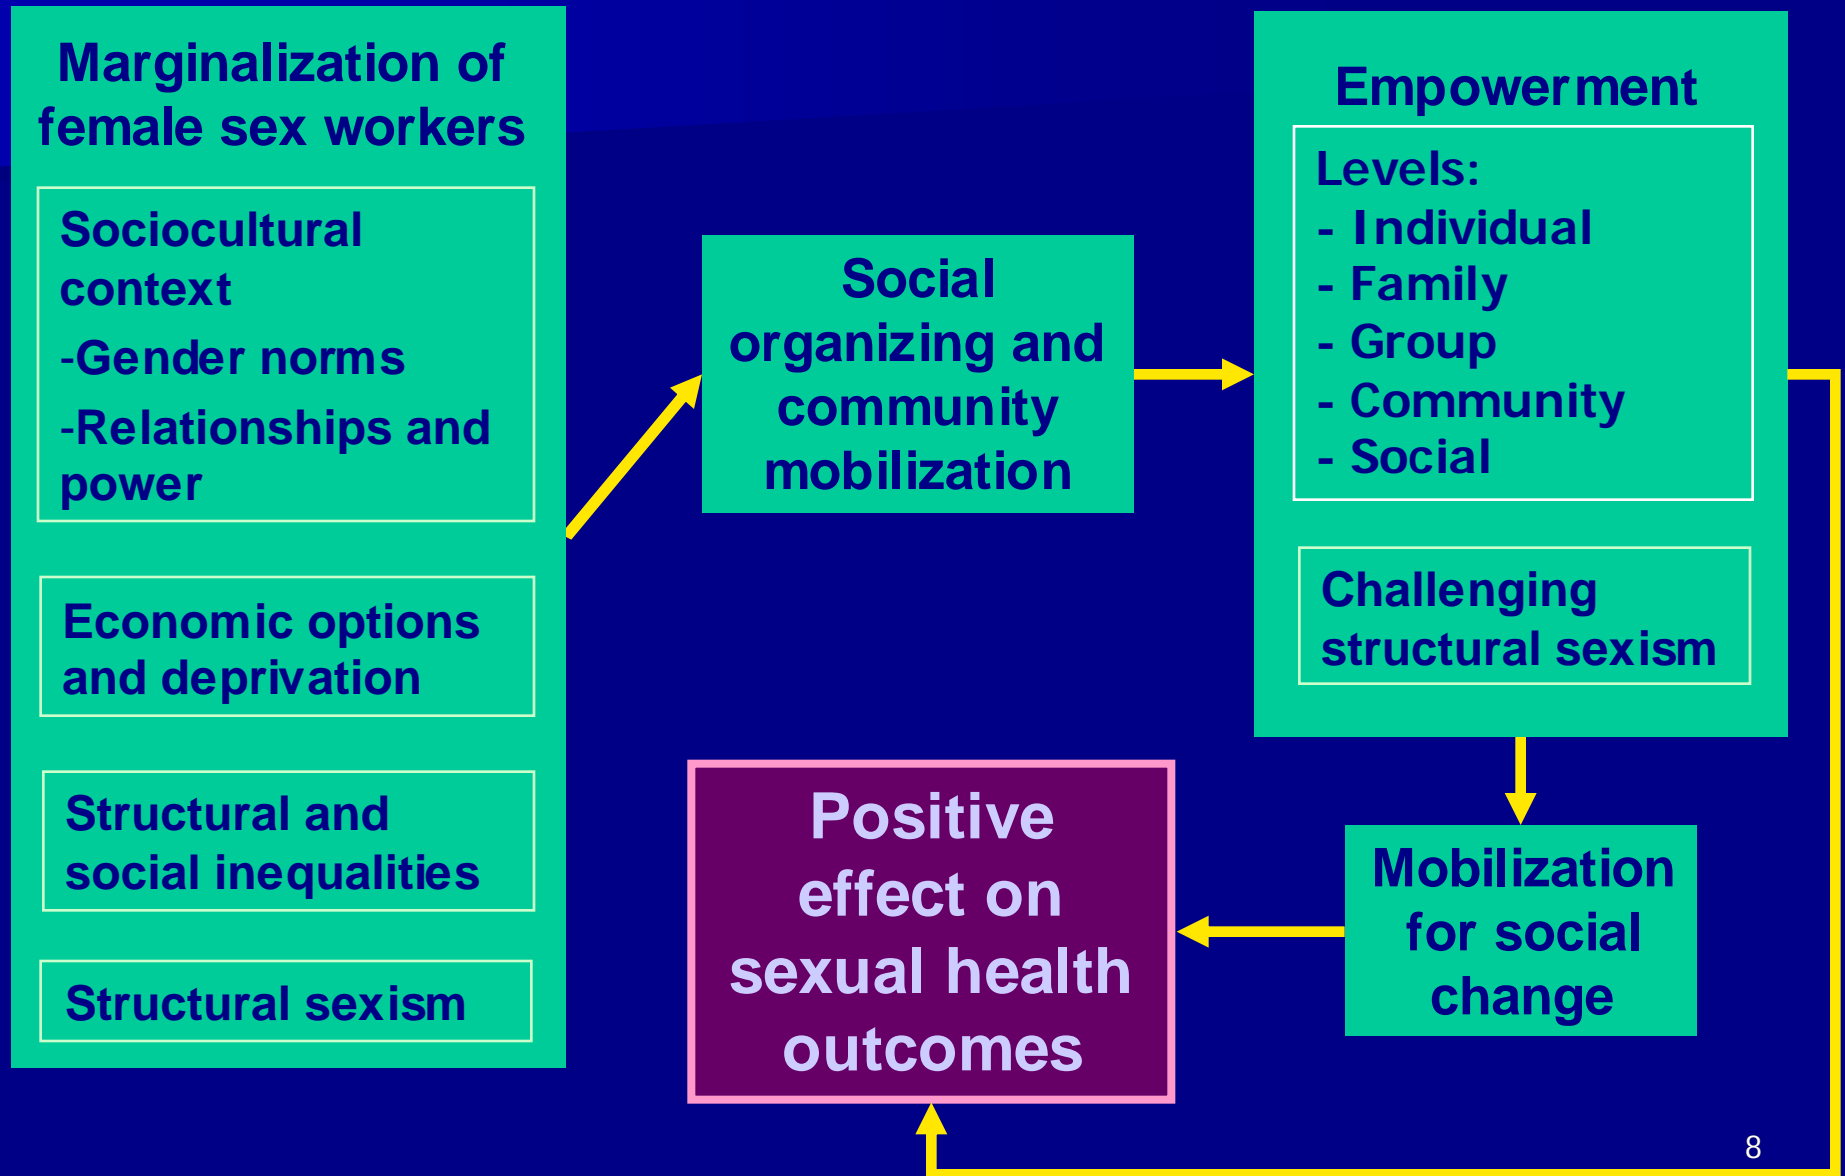 Marginalization of
female sex workers
Sociocultural
context
-Gender norms
-Relationships and
power
Economic options
and deprivation
Structural and
social inequalities
Structural sexism
Social
organizing and
community
mobilization
Empowerment
Levels:
- Individual
- Family
- Group
- Community
- Social
Challenging
structural sexism
Mobilization
for social
change
Positive
effect on
sexual health
outcomes
8